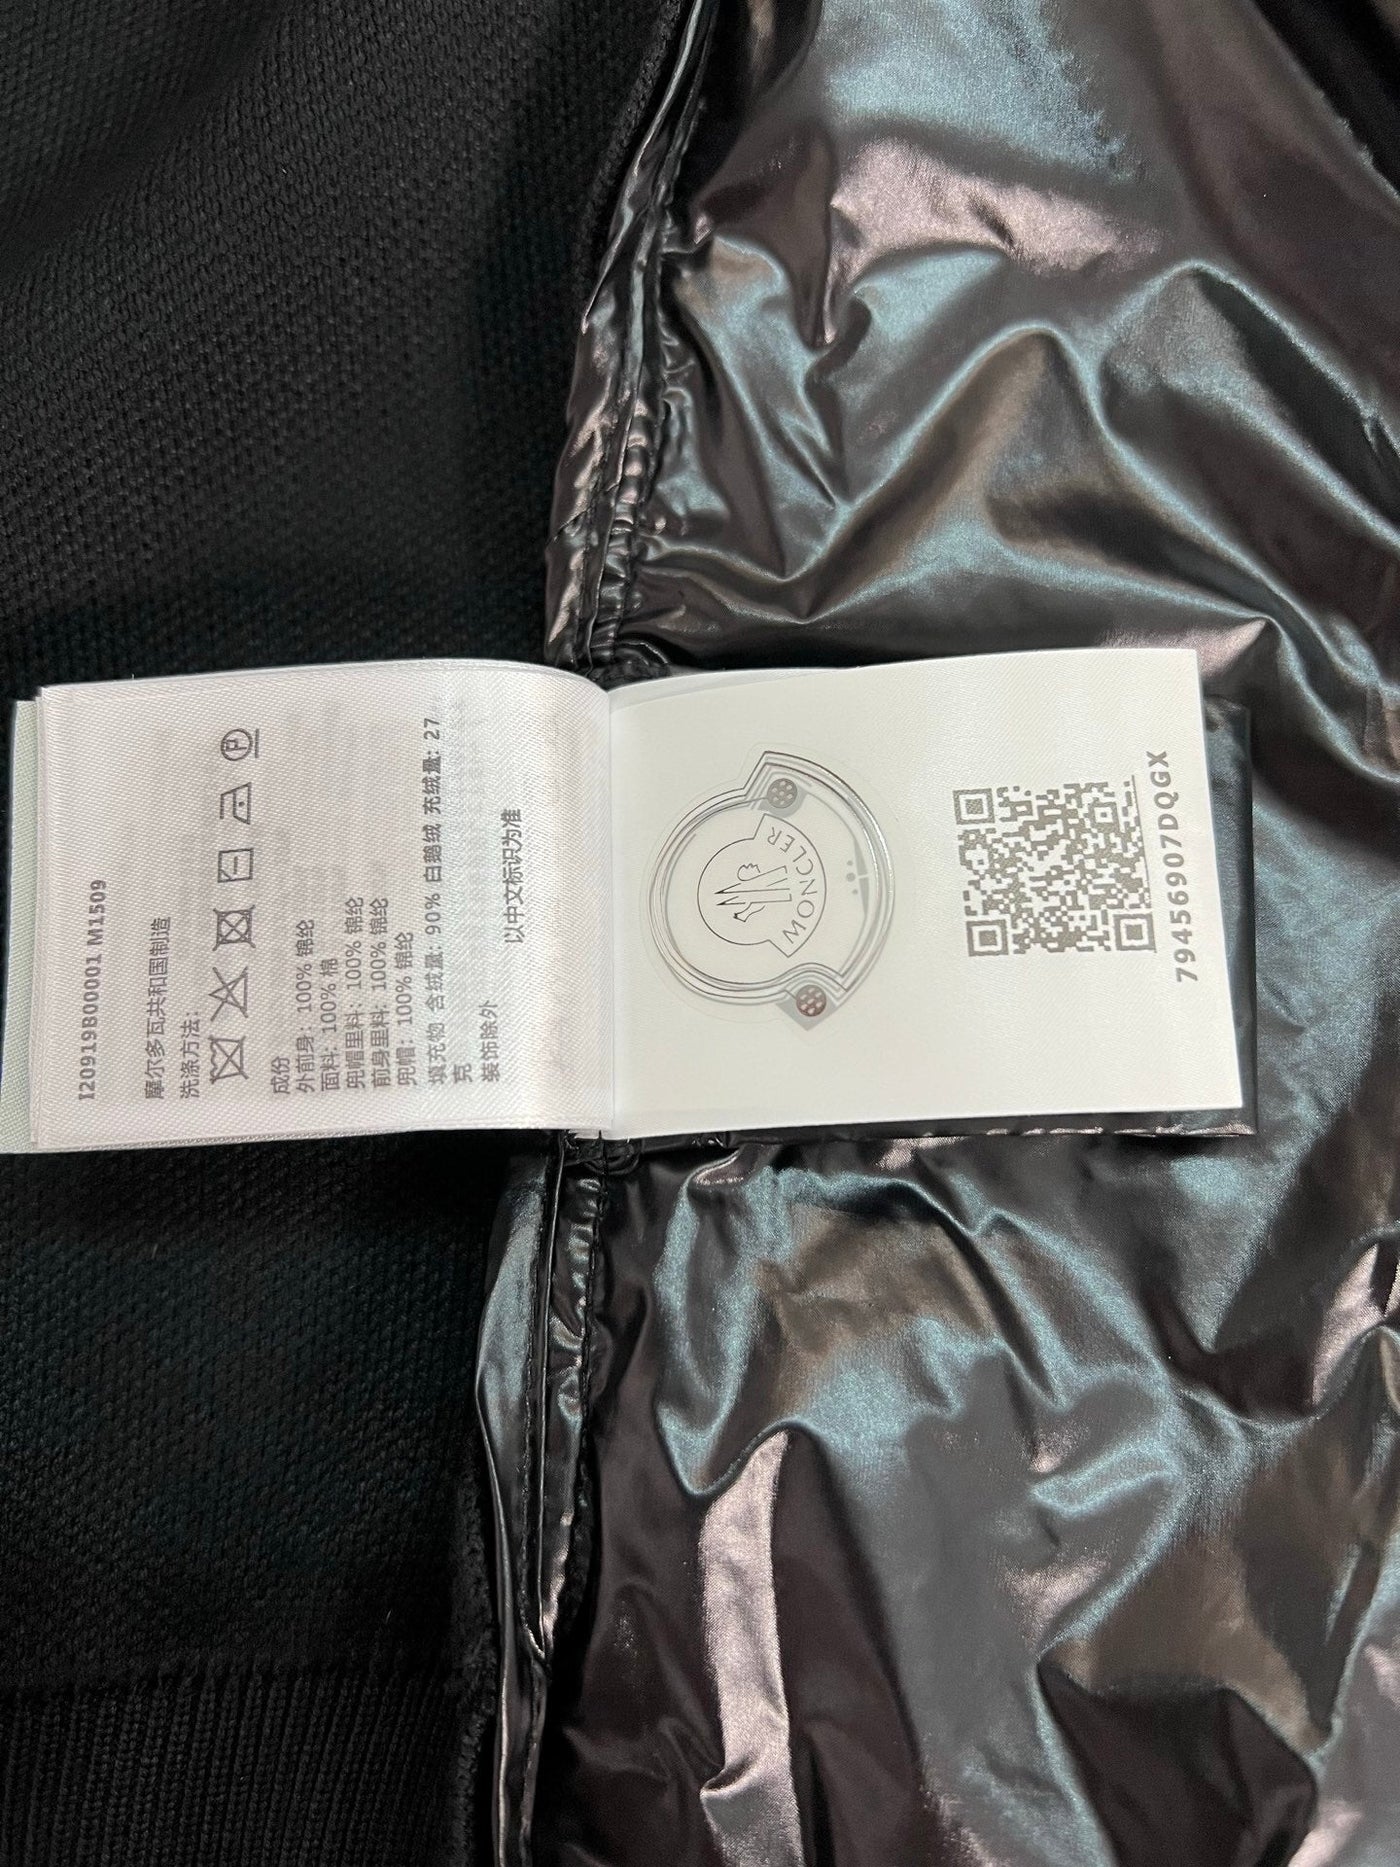 I20919B00001 M1509
摩尔多瓦共和国制造
洗涤方法:
P
成份
外前身: 100% 锦纶
面料: 100% 棉
兜帽里料: 100% 锦纶
前身里料: 100% 锦纶
兜帽: 100% 锦纶
填充物 含绒量: 90% 白鹅绒 充绒量: 27
克
装饰除外
以中文标识为准
MONCLER
79456907DQGX